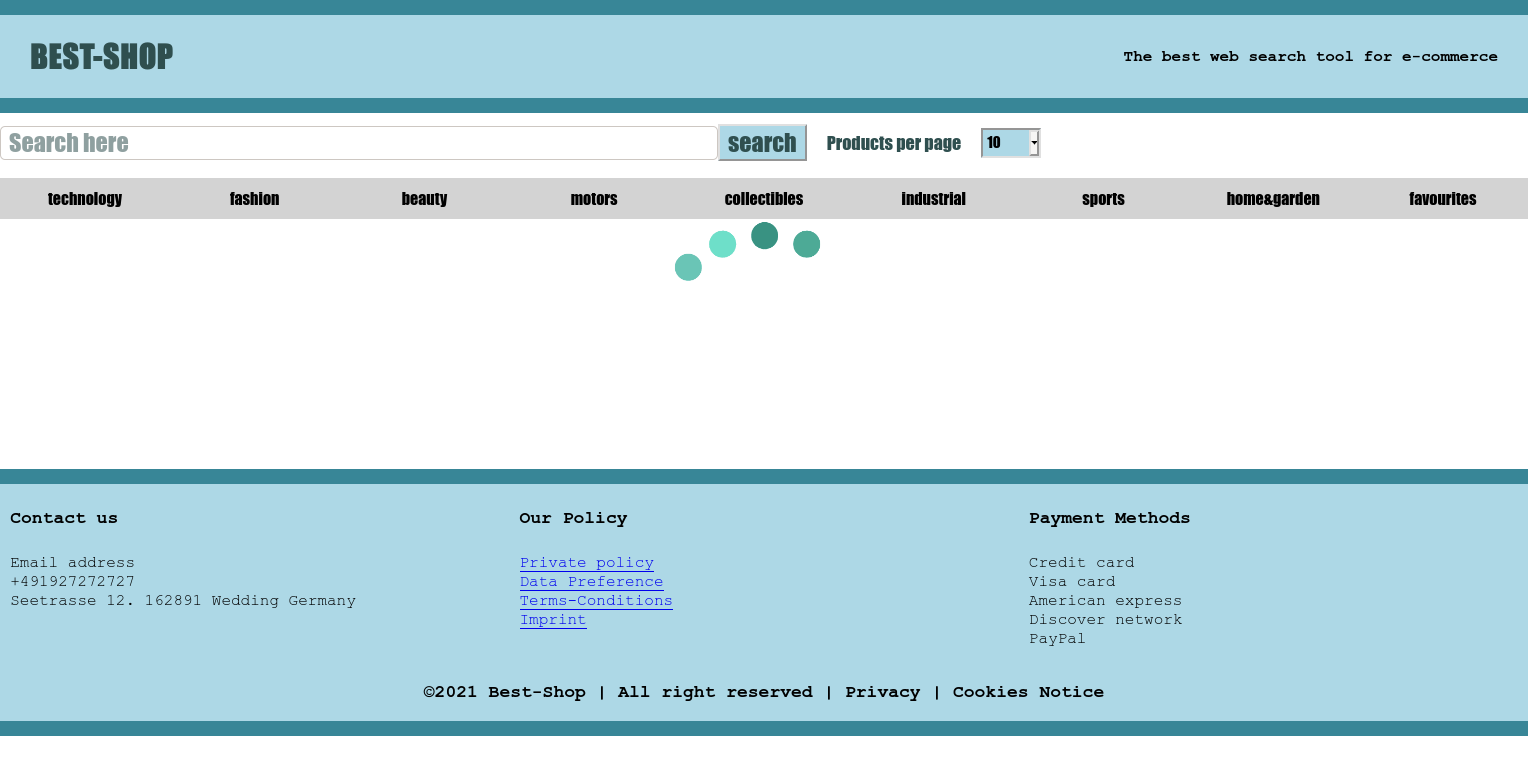 BEST-SHOP
The best web search tool for e-commerce
Search here
search
Products per page
10
technology
fashion
beauty
motors
collectibles
industrial
sports
home&garden
favourites
Contact us
Email address
+491927272727
Seetrasse 12. 162891 Wedding Germany
Our Policy
Private policy
Data Preference
Terms-Conditions
Imprint
Payment Methods
Credit card
Visa card
American express
Discover network
PayPal
©2021 Best-Shop | All right reserved | Privacy | Cookies Notice